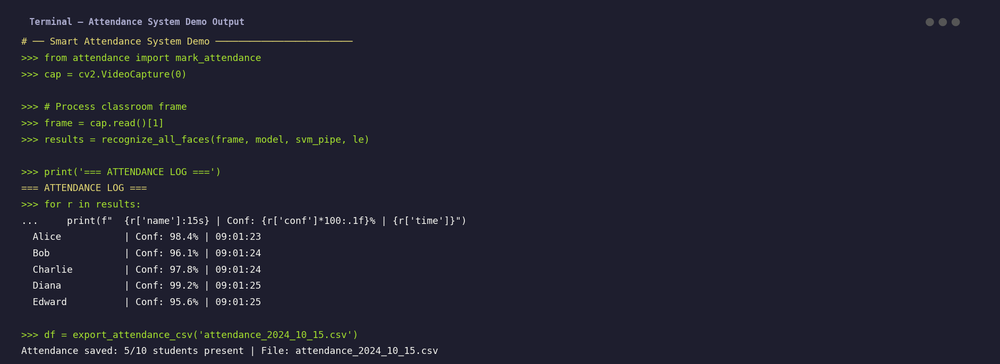 Terminal — Attendance System Demo Output
# ── Smart Attendance System Demo ────────────────────────
>>> from attendance import mark_attendance
>>> cap = cv2.VideoCapture(0)
>>> # Process classroom frame
>>> frame = cap.read()[1]
>>> results = recognize_all_faces(frame, model, svm_pipe, le)
>>> print('=== ATTENDANCE LOG ===')
=== ATTENDANCE LOG ===
>>> for r in results:
...     print(f"  {r['name']:15s} | Conf: {r['conf']*100:.1f}% | {r['time']}")
  Alice           | Conf: 98.4% | 09:01:23
  Bob             | Conf: 96.1% | 09:01:24
  Charlie         | Conf: 97.8% | 09:01:24
  Diana           | Conf: 99.2% | 09:01:25
  Edward          | Conf: 95.6% | 09:01:25
>>> df = export_attendance_csv('attendance_2024_10_15.csv')
Attendance saved: 5/10 students present | File: attendance_2024_10_15.csv